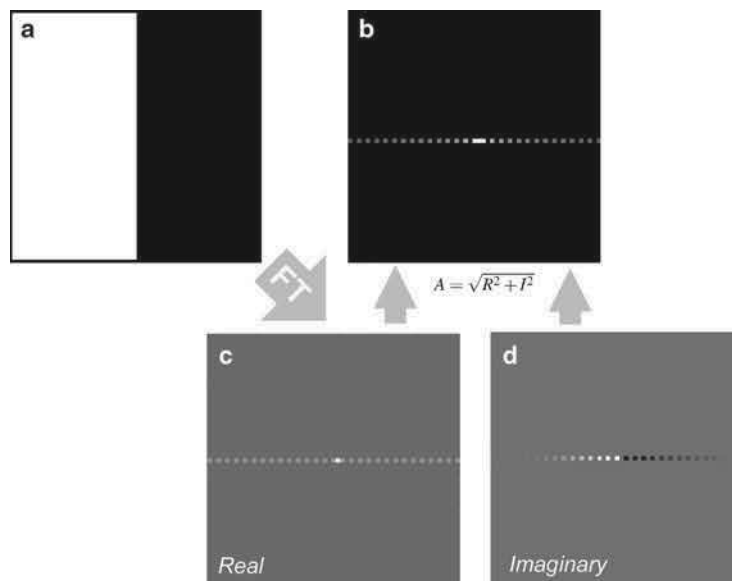 a
b
FT
A = √R² + I²
c
d
Real
Imaginary